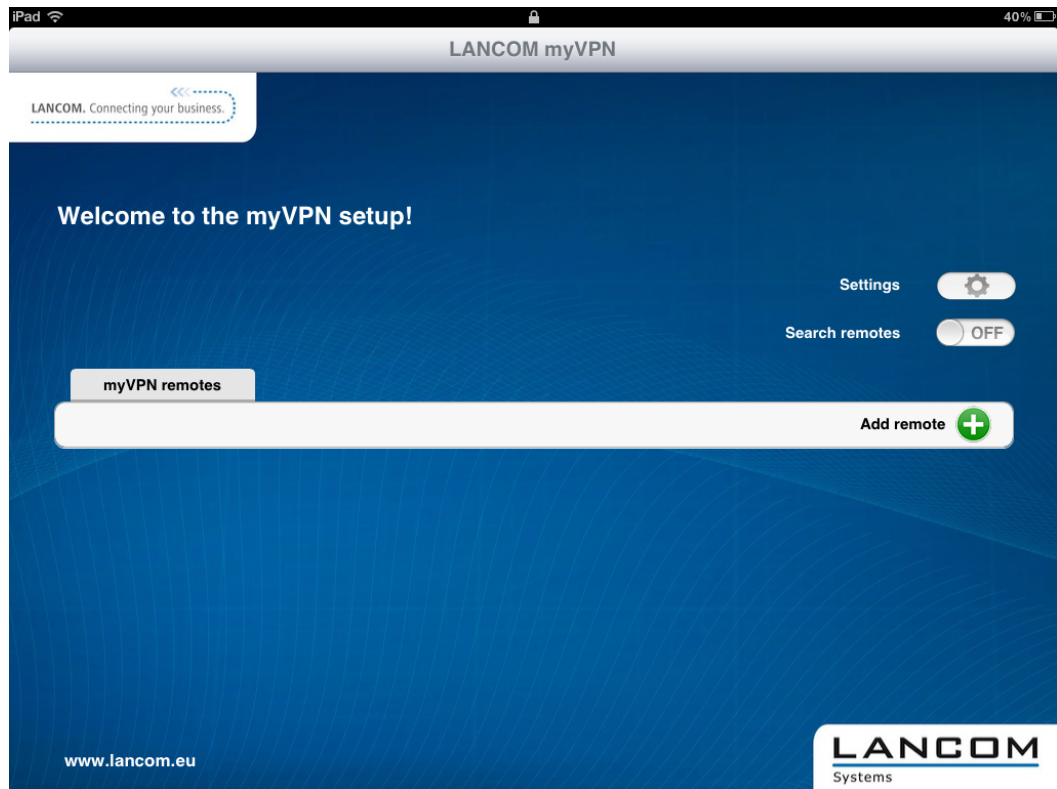 iPad 40%
LANCOM myVPN
LANCOM. Connecting your business.
Welcome to the myVPN setup!
Settings
Search remotes OFF
myVPN remotes
Add remote
www.lancom.eu
LANCOM
Systems